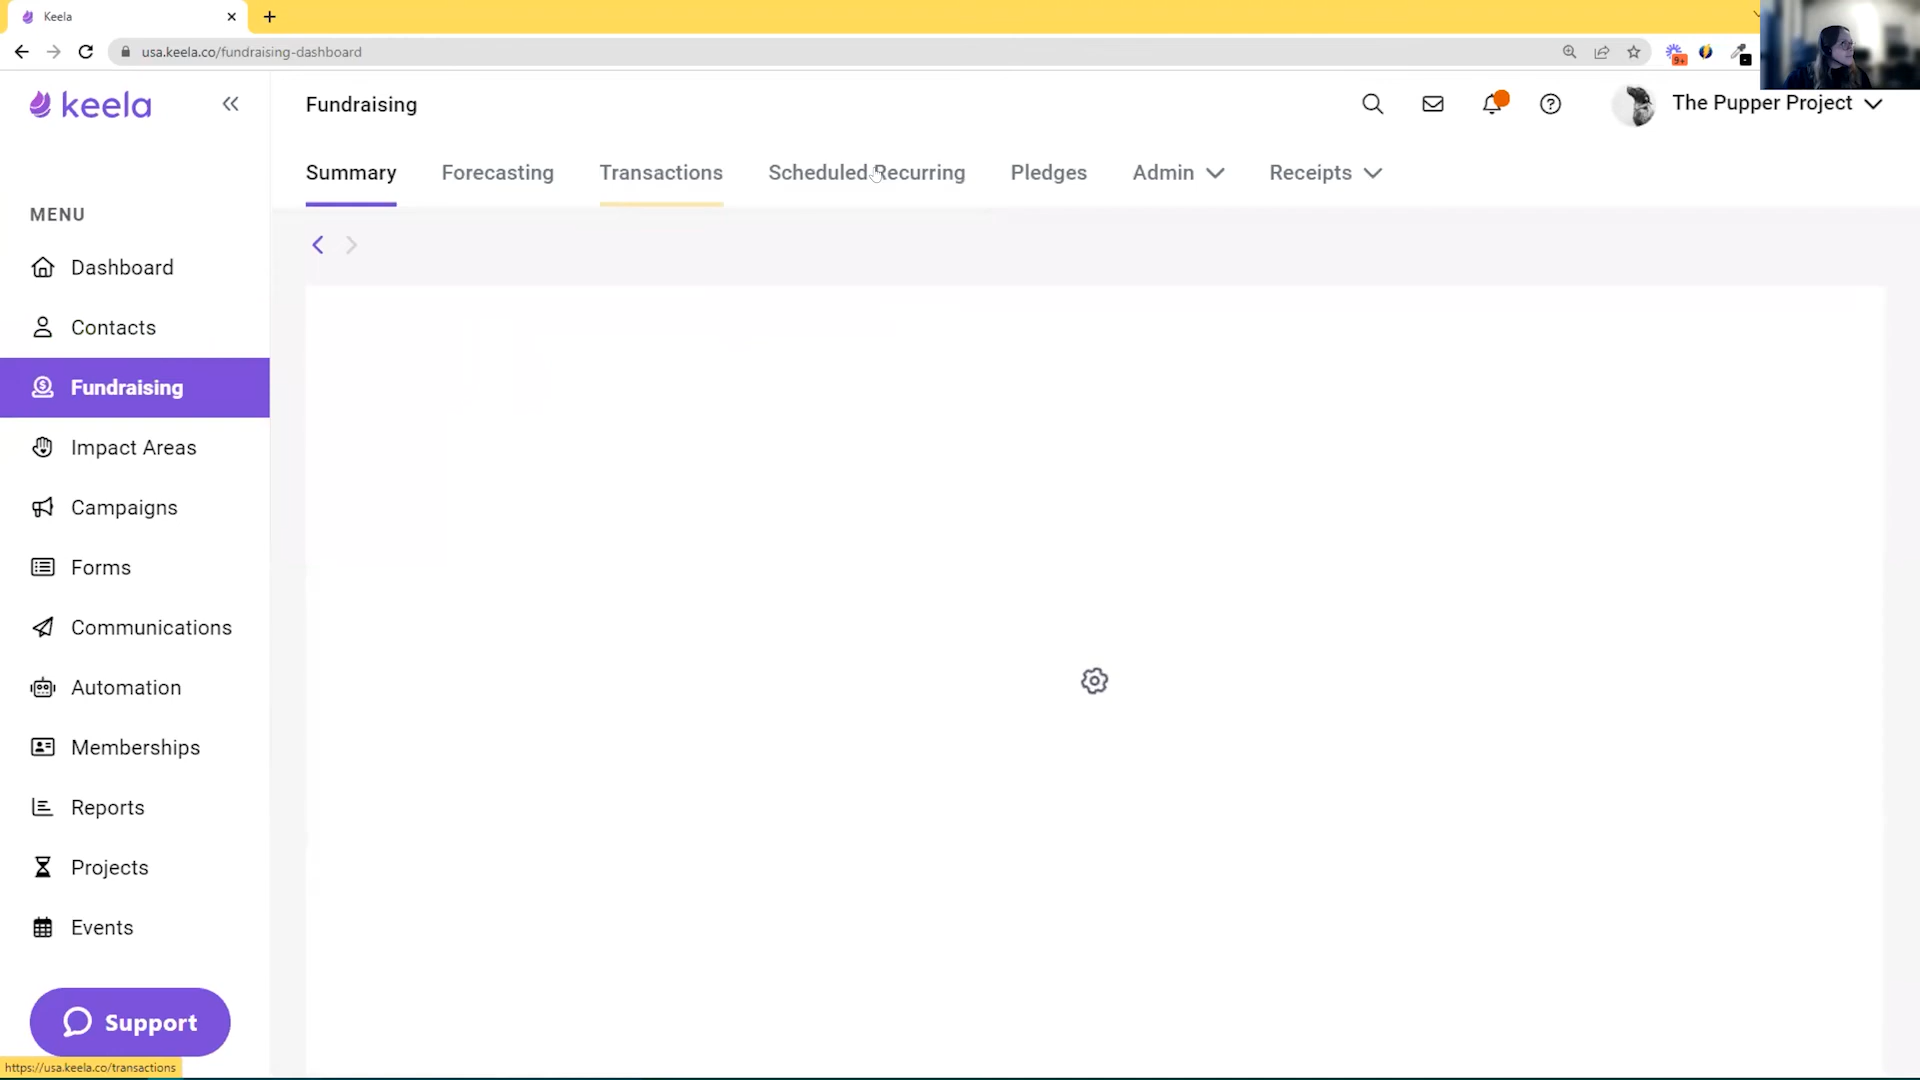 Keela
usa.keela.co/fundraising-dashboard
9+
keela
Fundraising
The Pupper Project
Summary
Forecasting
Transactions
Scheduled Recurring
Pledges
Admin
Receipts
MENU
Dashboard
Contacts
Fundraising
Impact Areas
Campaigns
Forms
Communications
Automation
Memberships
Reports
Projects
Events
Support
https://usa.keela.co/transactions